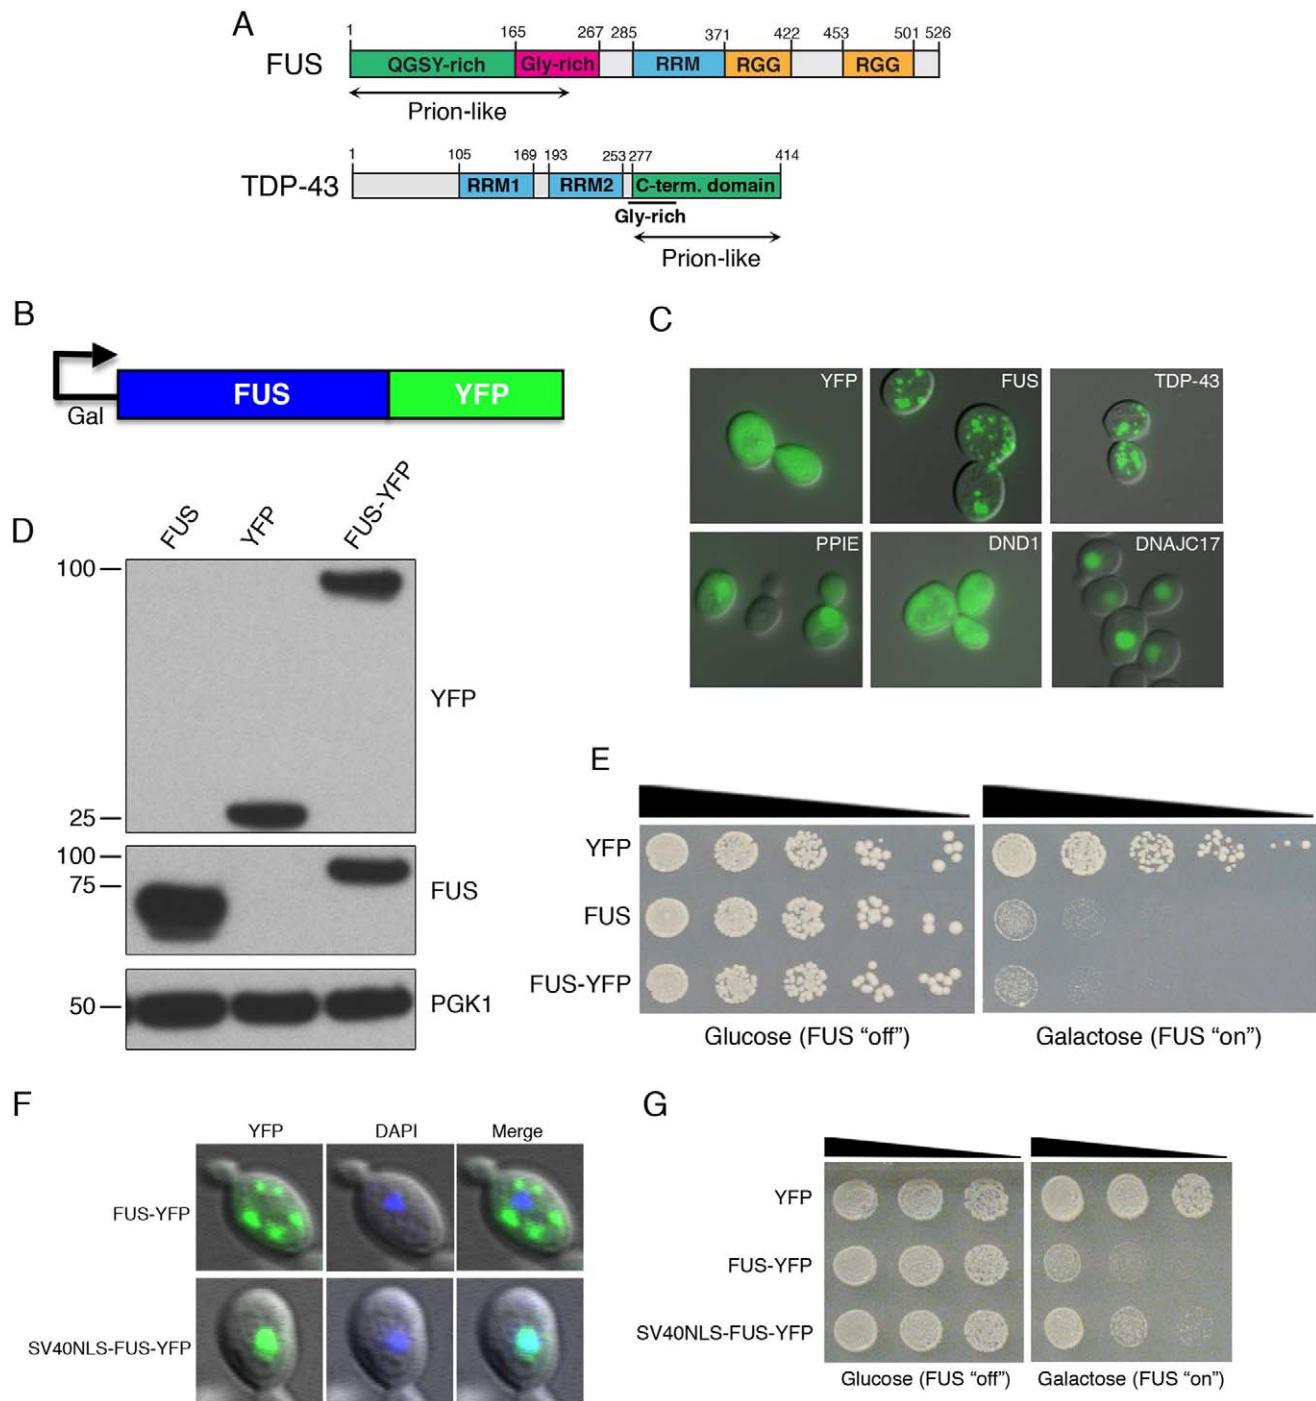 A
FUS
1 165 267 285 371 422 453 501 526
QGSY-rich Gly-rich RRM RGG RGG
Prion-like
TDP-43
1 105 169 193 253 277 414
RRM1 RRM2 C-term. domain
Gly-rich
Prion-like
B
Gal
FUS YFP
C
YFP FUS TDP-43
PPIE DND1 DNAJC17
D
FUS YFP FUS-YFP
100
25
YFP
100
75
FUS
50
PGK1
E
YFP
FUS
FUS-YFP
Glucose (FUS “off”) Galactose (FUS “on”)
F
YFP DAPI Merge
FUS-YFP
SV40NLS-FUS-YFP
G
YFP
FUS-YFP
SV40NLS-FUS-YFP
Glucose (FUS “off”) Galactose (FUS “on”)